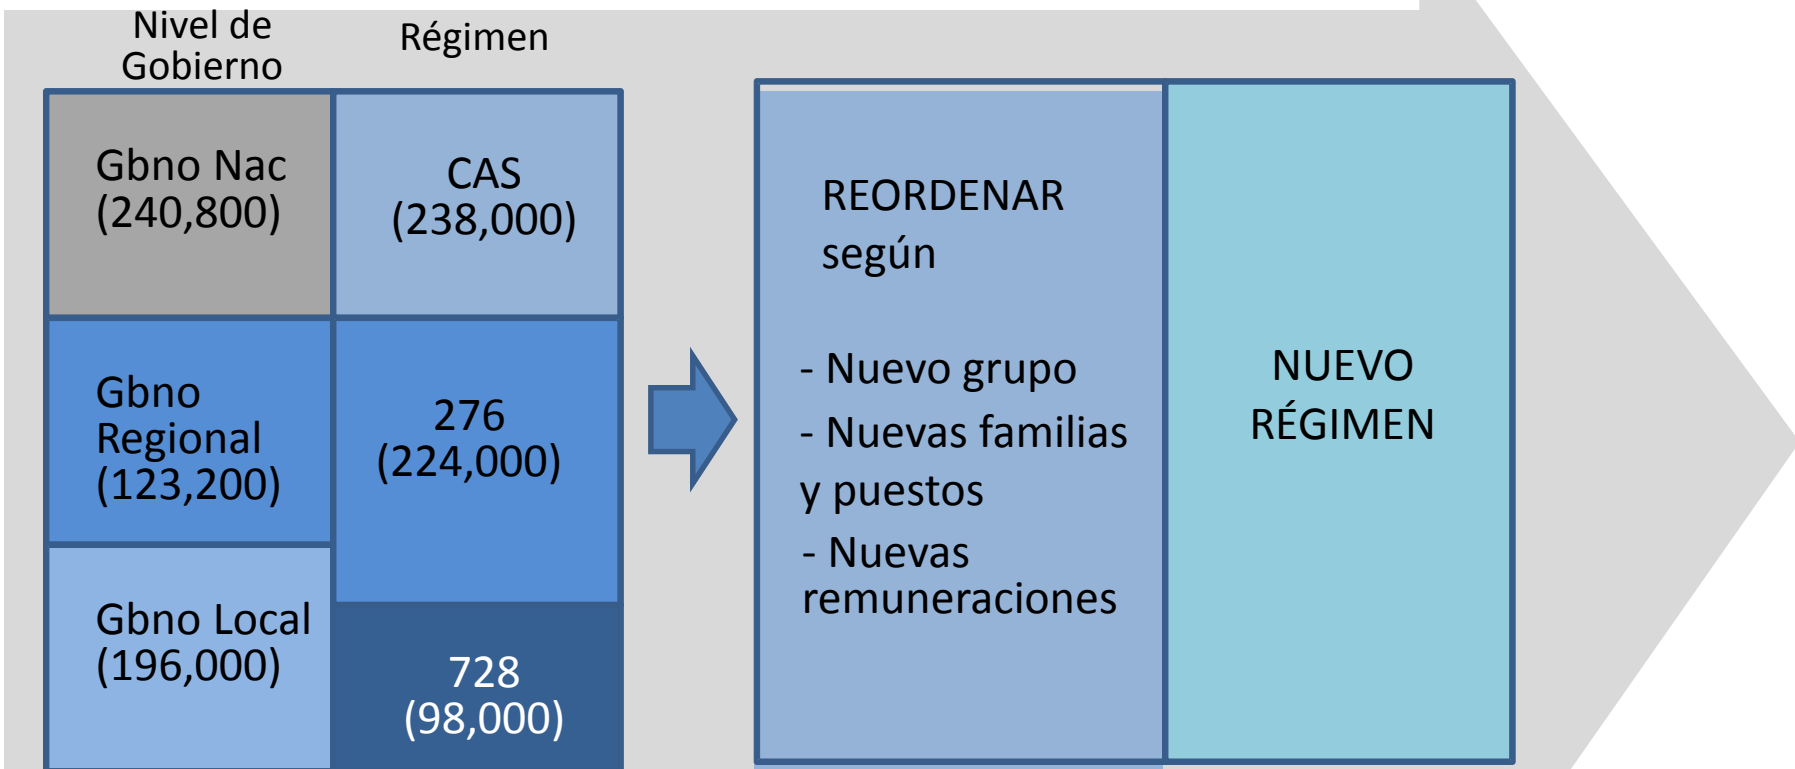 Nivel de
Gobierno
Régimen
Gbno Nac
(240,800)
CAS
(238,000)
Gbno
Regional
(123,200)
276
(224,000)
Gbno Local
(196,000)
728
(98,000)
REORDENAR
según
- Nuevo grupo
- Nuevas familias
y puestos
- Nuevas
remuneraciones
NUEVO
RÉGIMEN